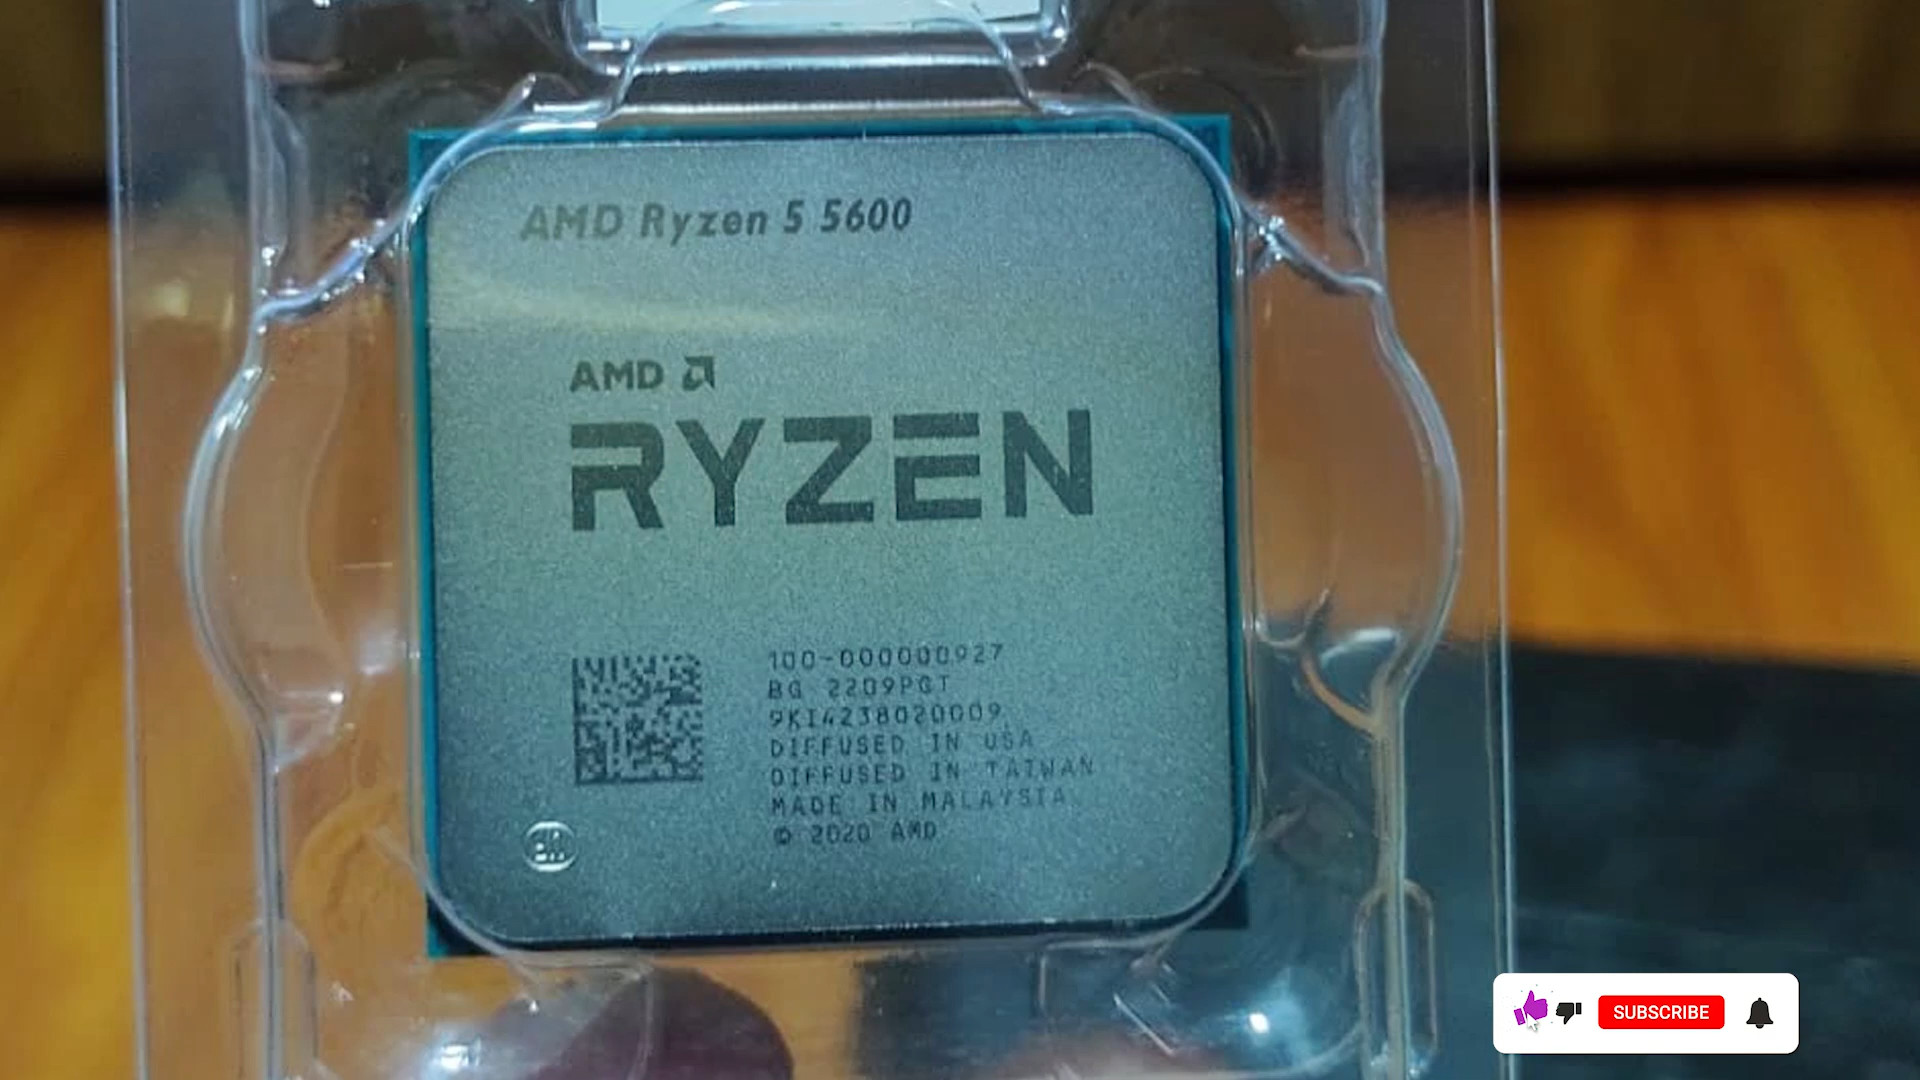 AMD Ryzen 5 5600
AMD
RYZEN
100-000000927
BG 2209PGT
9KI4238020009
DIFFUSED IN USA
DIFFUSED IN TAIWAN
MADE IN MALAYSIA
© 2020 AMD
SUBSCRIBE